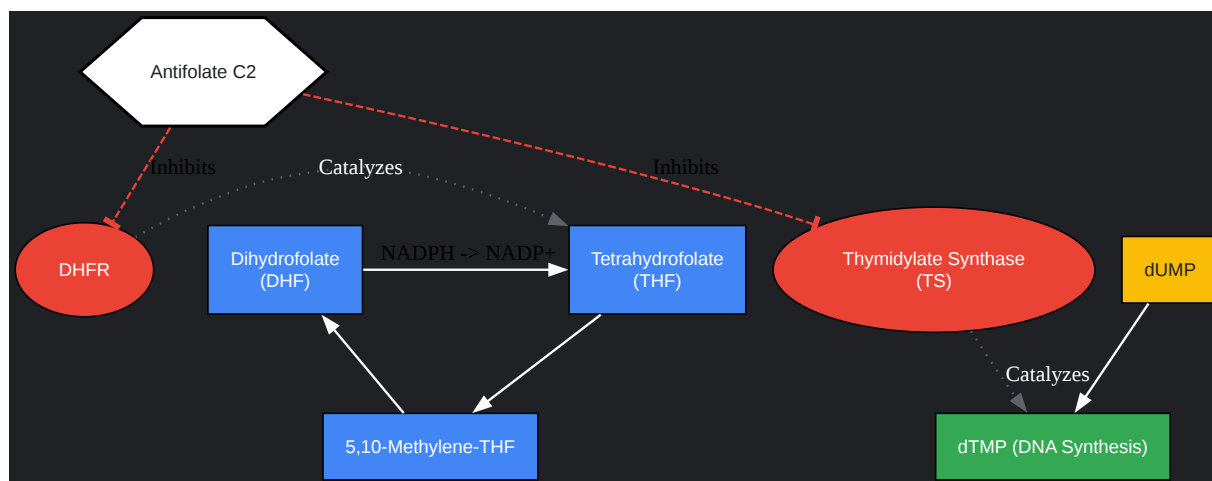 Antifolate C2
Inhibits
Catalyzes
Inhibits
DHFR
Dihydrofolate
(DHF)
NADPH -> NADP+
Tetrahydrofolate
(THF)
Thymidylate Synthase
(TS)
dUMP
Catalyzes
5,10-Methylene-THF
dTMP (DNA Synthesis)